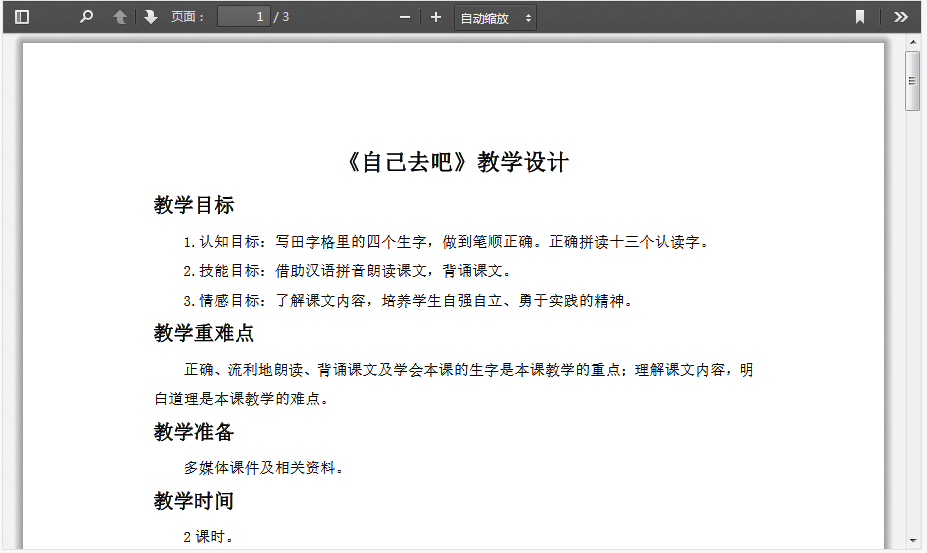 页面： 1 / 3 自动缩放
《自己去吧》教学设计
教学目标
1.认知目标：写田字格里的四个生字，做到笔顺正确。正确拼读十三个认读字。
2.技能目标：借助汉语拼音朗读课文，背诵课文。
3.情感目标：了解课文内容，培养学生自强自立、勇于实践的精神。
教学重难点
正确、流利地朗读、背诵课文及学会本课的生字是本课教学的重点；理解课文内容，明
白道理是本课教学的难点。
教学准备
多媒体课件及相关资料。
教学时间
2 课时。